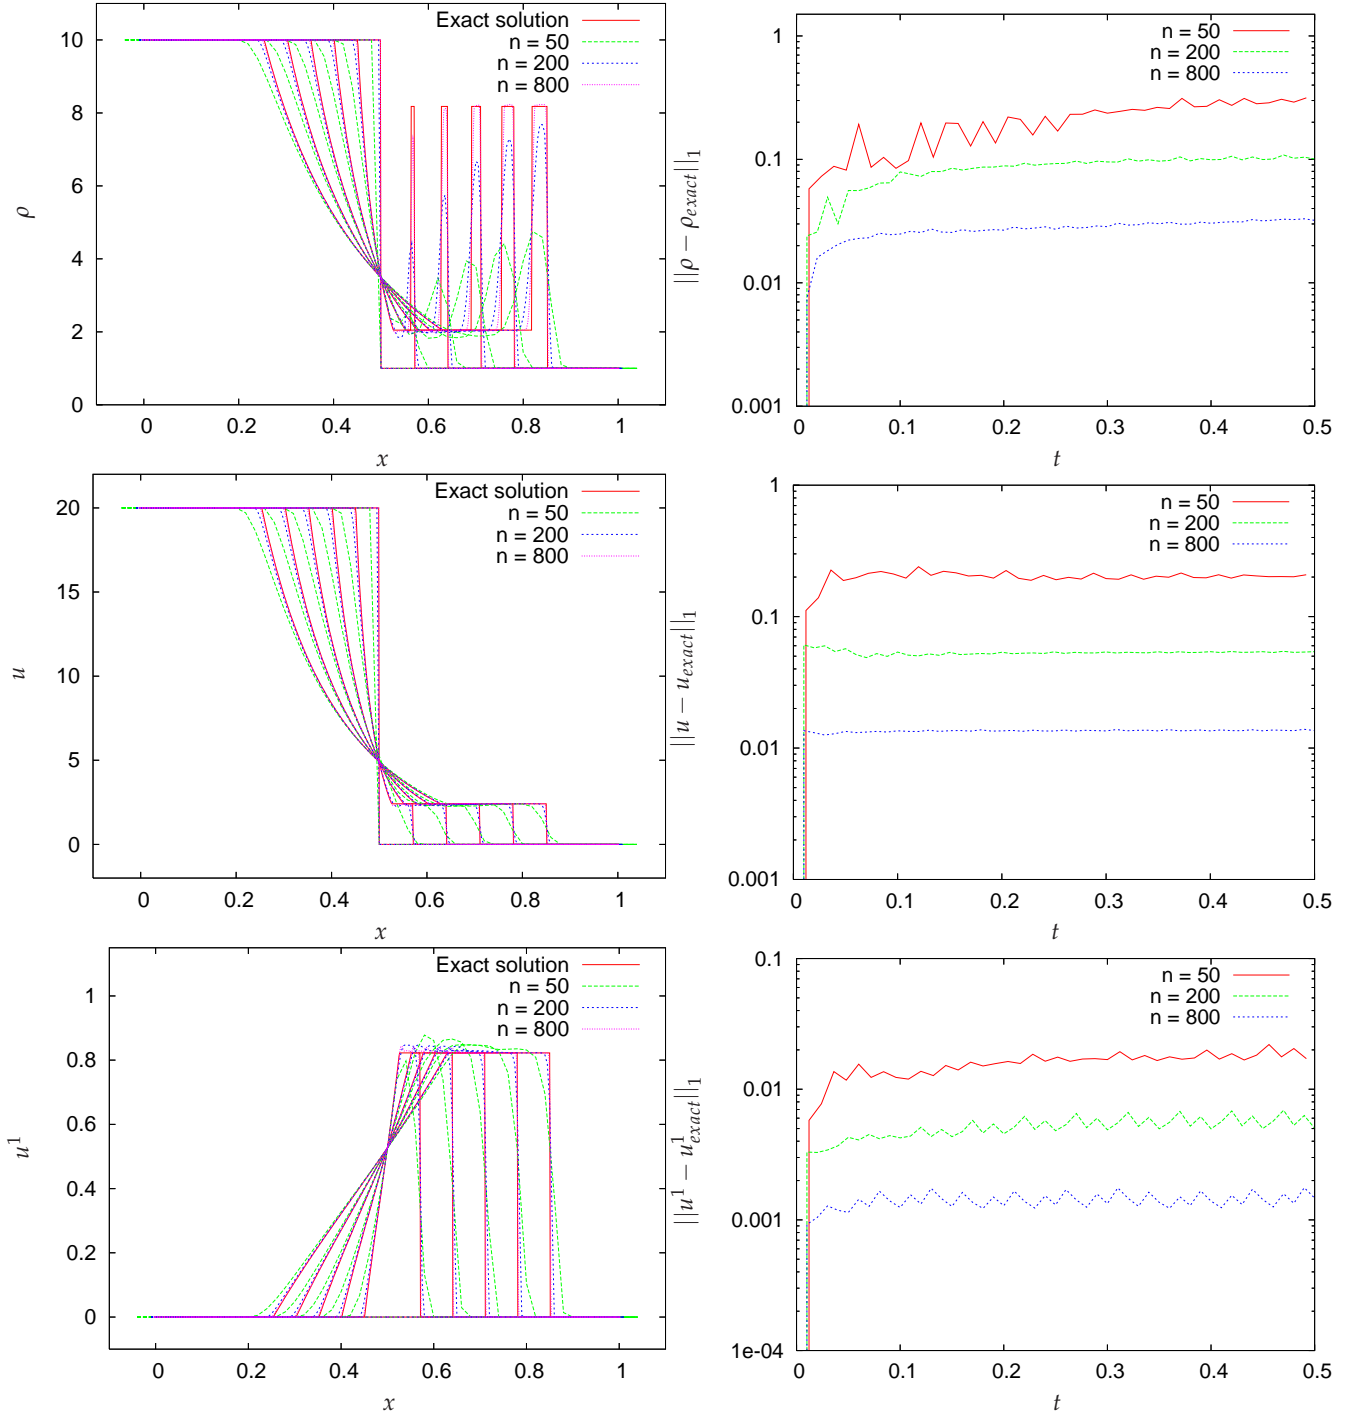 Exact solution
n = 50
n = 200
n = 800
10
8
6
4
2
0
ρ
0
0.2
0.4
0.6
0.8
1
x
n = 50
n = 200
n = 800
1
0.1
0.01
0.001
||ρ − ρexact||1
0
0.1
0.2
0.3
0.4
0.5
t
Exact solution
n = 50
n = 200
n = 800
20
15
10
5
0
u
0
0.2
0.4
0.6
0.8
1
x
n = 50
n = 200
n = 800
1
0.1
0.01
0.001
||u − uexact||1
0
0.1
0.2
0.3
0.4
0.5
t
Exact solution
n = 50
n = 200
n = 800
1
0.8
0.6
0.4
0.2
0
u¹
0
0.2
0.4
0.6
0.8
1
x
n = 50
n = 200
n = 800
0.1
0.01
0.001
1e-04
||u¹ − u¹exact||1
0
0.1
0.2
0.3
0.4
0.5
t